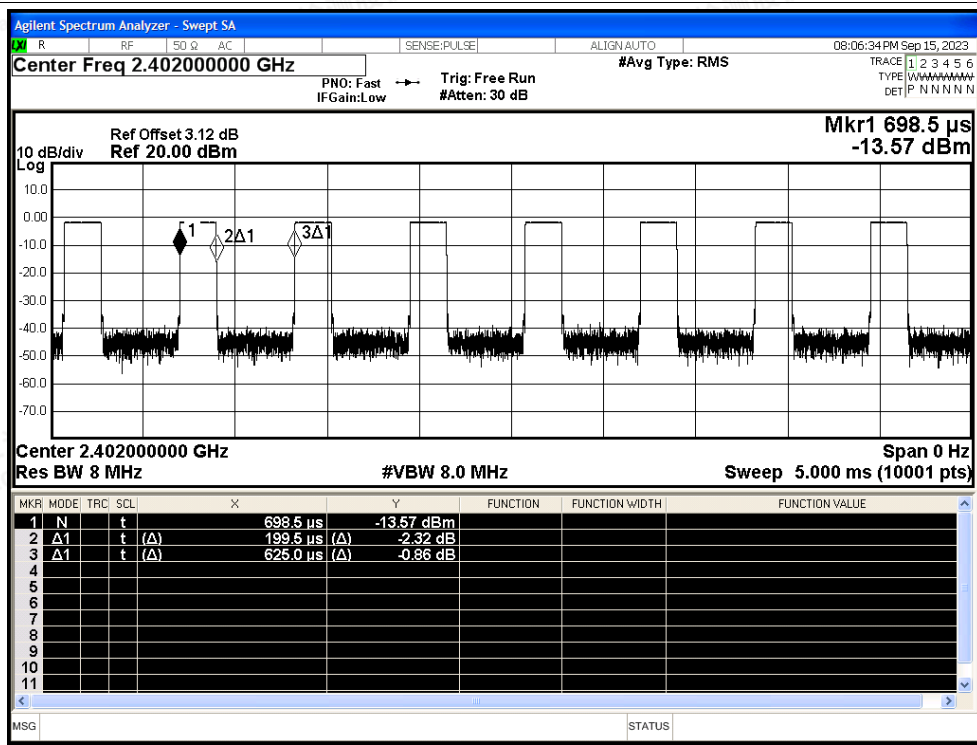 Agilent Spectrum Analyzer - Swept SA
LXI R RF 50 Ω AC SENSE:PULSE ALIGN AUTO 08:06:34 PM Sep 15, 2023
Center Freq 2.402000000 GHz #Avg Type: RMS TRACE 1 2 3 4 5 6
PNO: Fast Trig: Free Run TYPE
IFGain:Low #Atten: 30 dB DET P N N N N N
Mkr1 698.5 µs
-13.57 dBm
Ref Offset 3.12 dB
10 dB/div Ref 20.00 dBm
Log
10.0
0.00
1 2Δ1 3Δ1
-10.0
-20.0
-30.0
-40.0
-50.0
-60.0
-70.0
Center 2.402000000 GHz Span 0 Hz
Res BW 8 MHz #VBW 8.0 MHz Sweep 5.000 ms (10001 pts)
MKR MODE TRC SCL X Y FUNCTION FUNCTION WIDTH FUNCTION VALUE
1 N t 698.5 µs -13.57 dBm
2 Δ1 t (Δ) 199.5 µs (Δ) -2.32 dB
3 Δ1 t (Δ) 625.0 µs (Δ) -0.86 dB
4
5
6
7
8
9
10
11
MSG STATUS